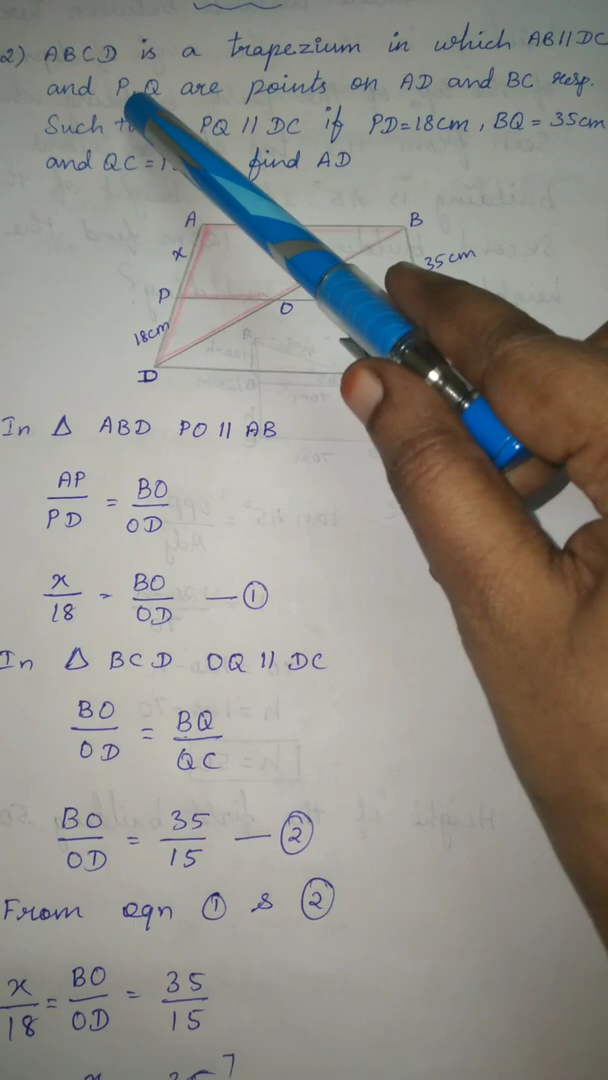 2) ABCD is a trapezium in which AB || DC
and P, Q are points on AD and BC resp.
Such PQ || DC if PD = 18cm, BQ = 35cm
and QC = find AD
A B
x 35cm
P O
18cm
D
In Δ ABD PO || AB
AP/PD = BO/OD
x/18 = BO/OD — ①
In Δ BCD OQ || DC
BO/OD = BQ/QC
BO/OD = 35/15 — ②
From eqn ① & ②
x/18 = BO/OD = 35/15